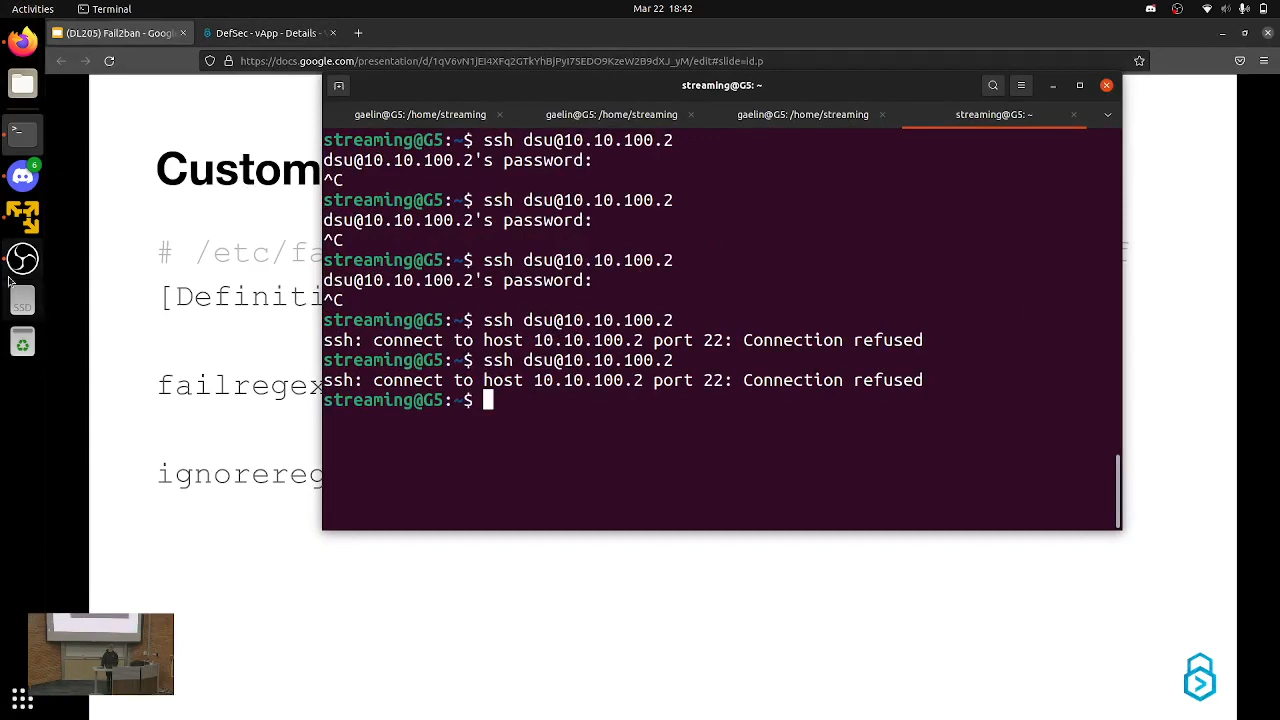 Activities
Terminal
Mar 22 18:42
(DL205) Fail2ban - Googl
DefSec - vApp - Details -
https://docs.google.com/presentation/d/1qV6vN1jEI4XFq2GTkYhBjPyI7SEDO9KzeW2B9dXJ_yM/edit#slide=id.p
streaming@G5: ~
gaelin@G5: /home/streaming
gaelin@G5: /home/streaming
gaelin@G5: /home/streaming
streaming@G5: ~
streaming@G5:~$ ssh dsu@10.10.100.2
dsu@10.10.100.2's password:
^C
streaming@G5:~$ ssh dsu@10.10.100.2
dsu@10.10.100.2's password:
^C
streaming@G5:~$ ssh dsu@10.10.100.2
dsu@10.10.100.2's password:
^C
streaming@G5:~$ ssh dsu@10.10.100.2
ssh: connect to host 10.10.100.2 port 22: Connection refused
streaming@G5:~$ ssh dsu@10.10.100.2
ssh: connect to host 10.10.100.2 port 22: Connection refused
streaming@G5:~$
6
SSD
Custom
# /etc/fa
f
[Definiti
failregex
ignorereg